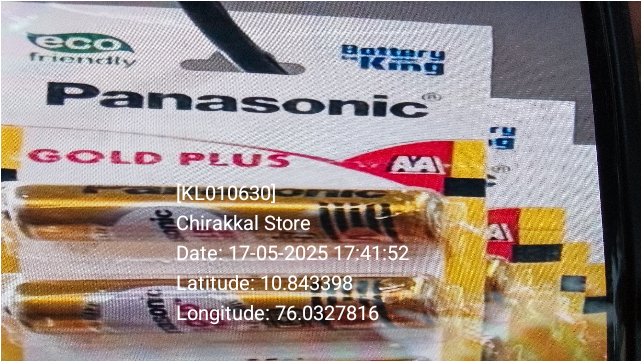 eco
friendly
Battery
King
Panasonic®
GOLD PLUS
AA
[KL010630]
Chirakkal Store
Date: 17-05-2025 17:41:52
Latitude: 10.843398
Longitude: 76.0327816